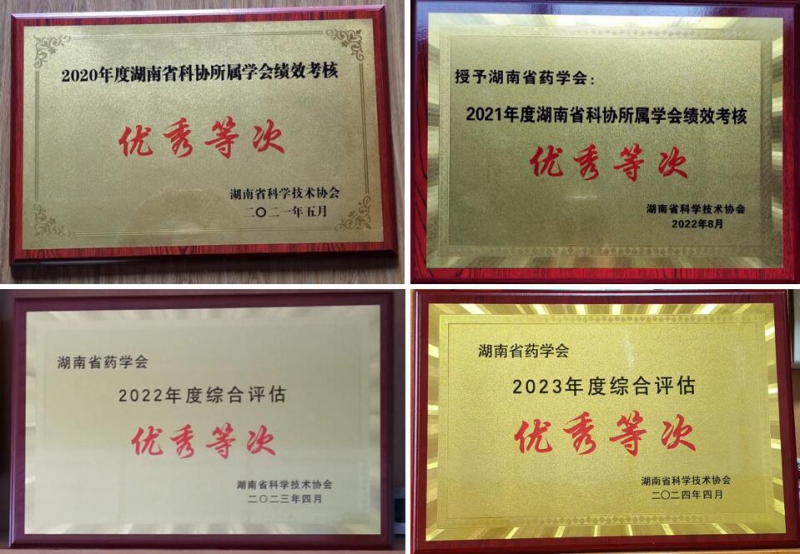 2020年度湖南省科协所属学会绩效考核
优秀等次
湖南省科学技术协会
二〇二一年五月
授予湖南省药学会：
2021年度湖南省科协所属学会绩效考核
优秀等次
湖南省科学技术协会
2022年8月
湖南省药学会
2022年度综合评估
优秀等次
湖南省科学技术协会
二〇二三年四月
湖南省药学会
2023年度综合评估
优秀等次
湖南省科学技术协会
二〇二四年四月